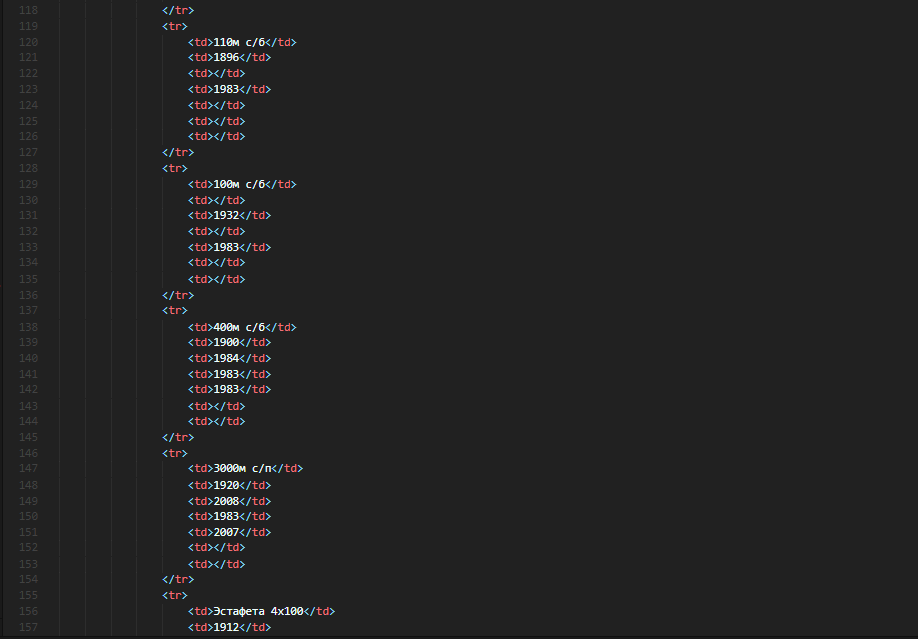 118 </tr>
119 <tr>
120 <td>110м с/б</td>
121 <td>1896</td>
122 <td></td>
123 <td>1983</td>
124 <td></td>
125 <td></td>
126 <td></td>
127 </tr>
128 <tr>
129 <td>100м с/б</td>
130 <td></td>
131 <td>1932</td>
132 <td></td>
133 <td>1983</td>
134 <td></td>
135 <td></td>
136 </tr>
137 <tr>
138 <td>400м с/б</td>
139 <td>1900</td>
140 <td>1984</td>
141 <td>1983</td>
142 <td>1983</td>
143 <td></td>
144 <td></td>
145 </tr>
146 <tr>
147 <td>3000м с/п</td>
148 <td>1920</td>
149 <td>2008</td>
150 <td>1983</td>
151 <td>2007</td>
152 <td></td>
153 <td></td>
154 </tr>
155 <tr>
156 <td>Эстафета 4х100</td>
157 <td>1912</td>